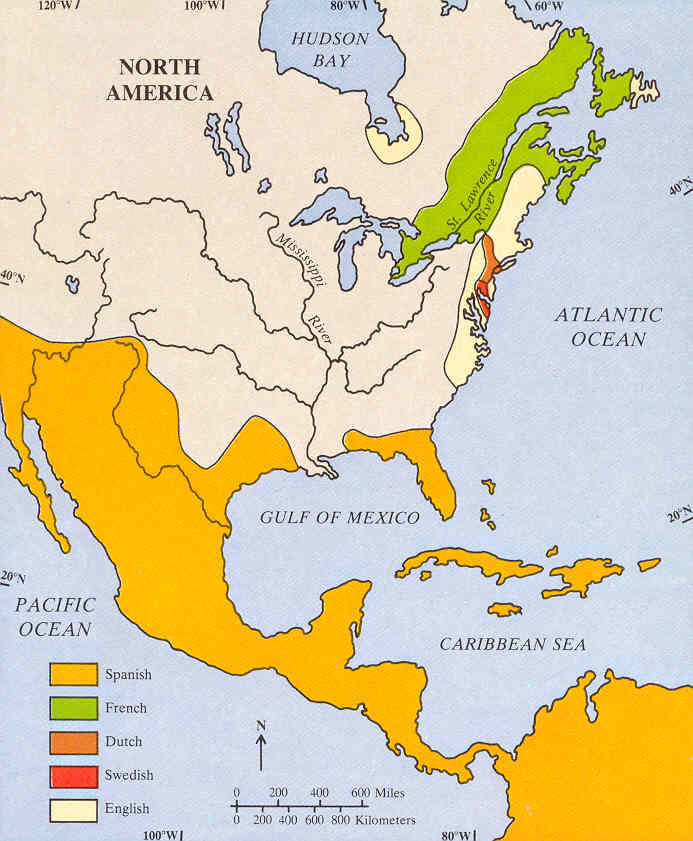 120°W
100°W
80°W
60°W
HUDSON
BAY
NORTH
AMERICA
St. Lawrence
River
40°N
Mississippi
River
40°N
ATLANTIC
OCEAN
GULF OF MEXICO
20°N
20°N
PACIFIC
OCEAN
CARIBBEAN SEA
Spanish
French
Dutch
Swedish
English
N
0 200 400 600 Miles
0 200 400 600 800 Kilometers
100°W
80°W